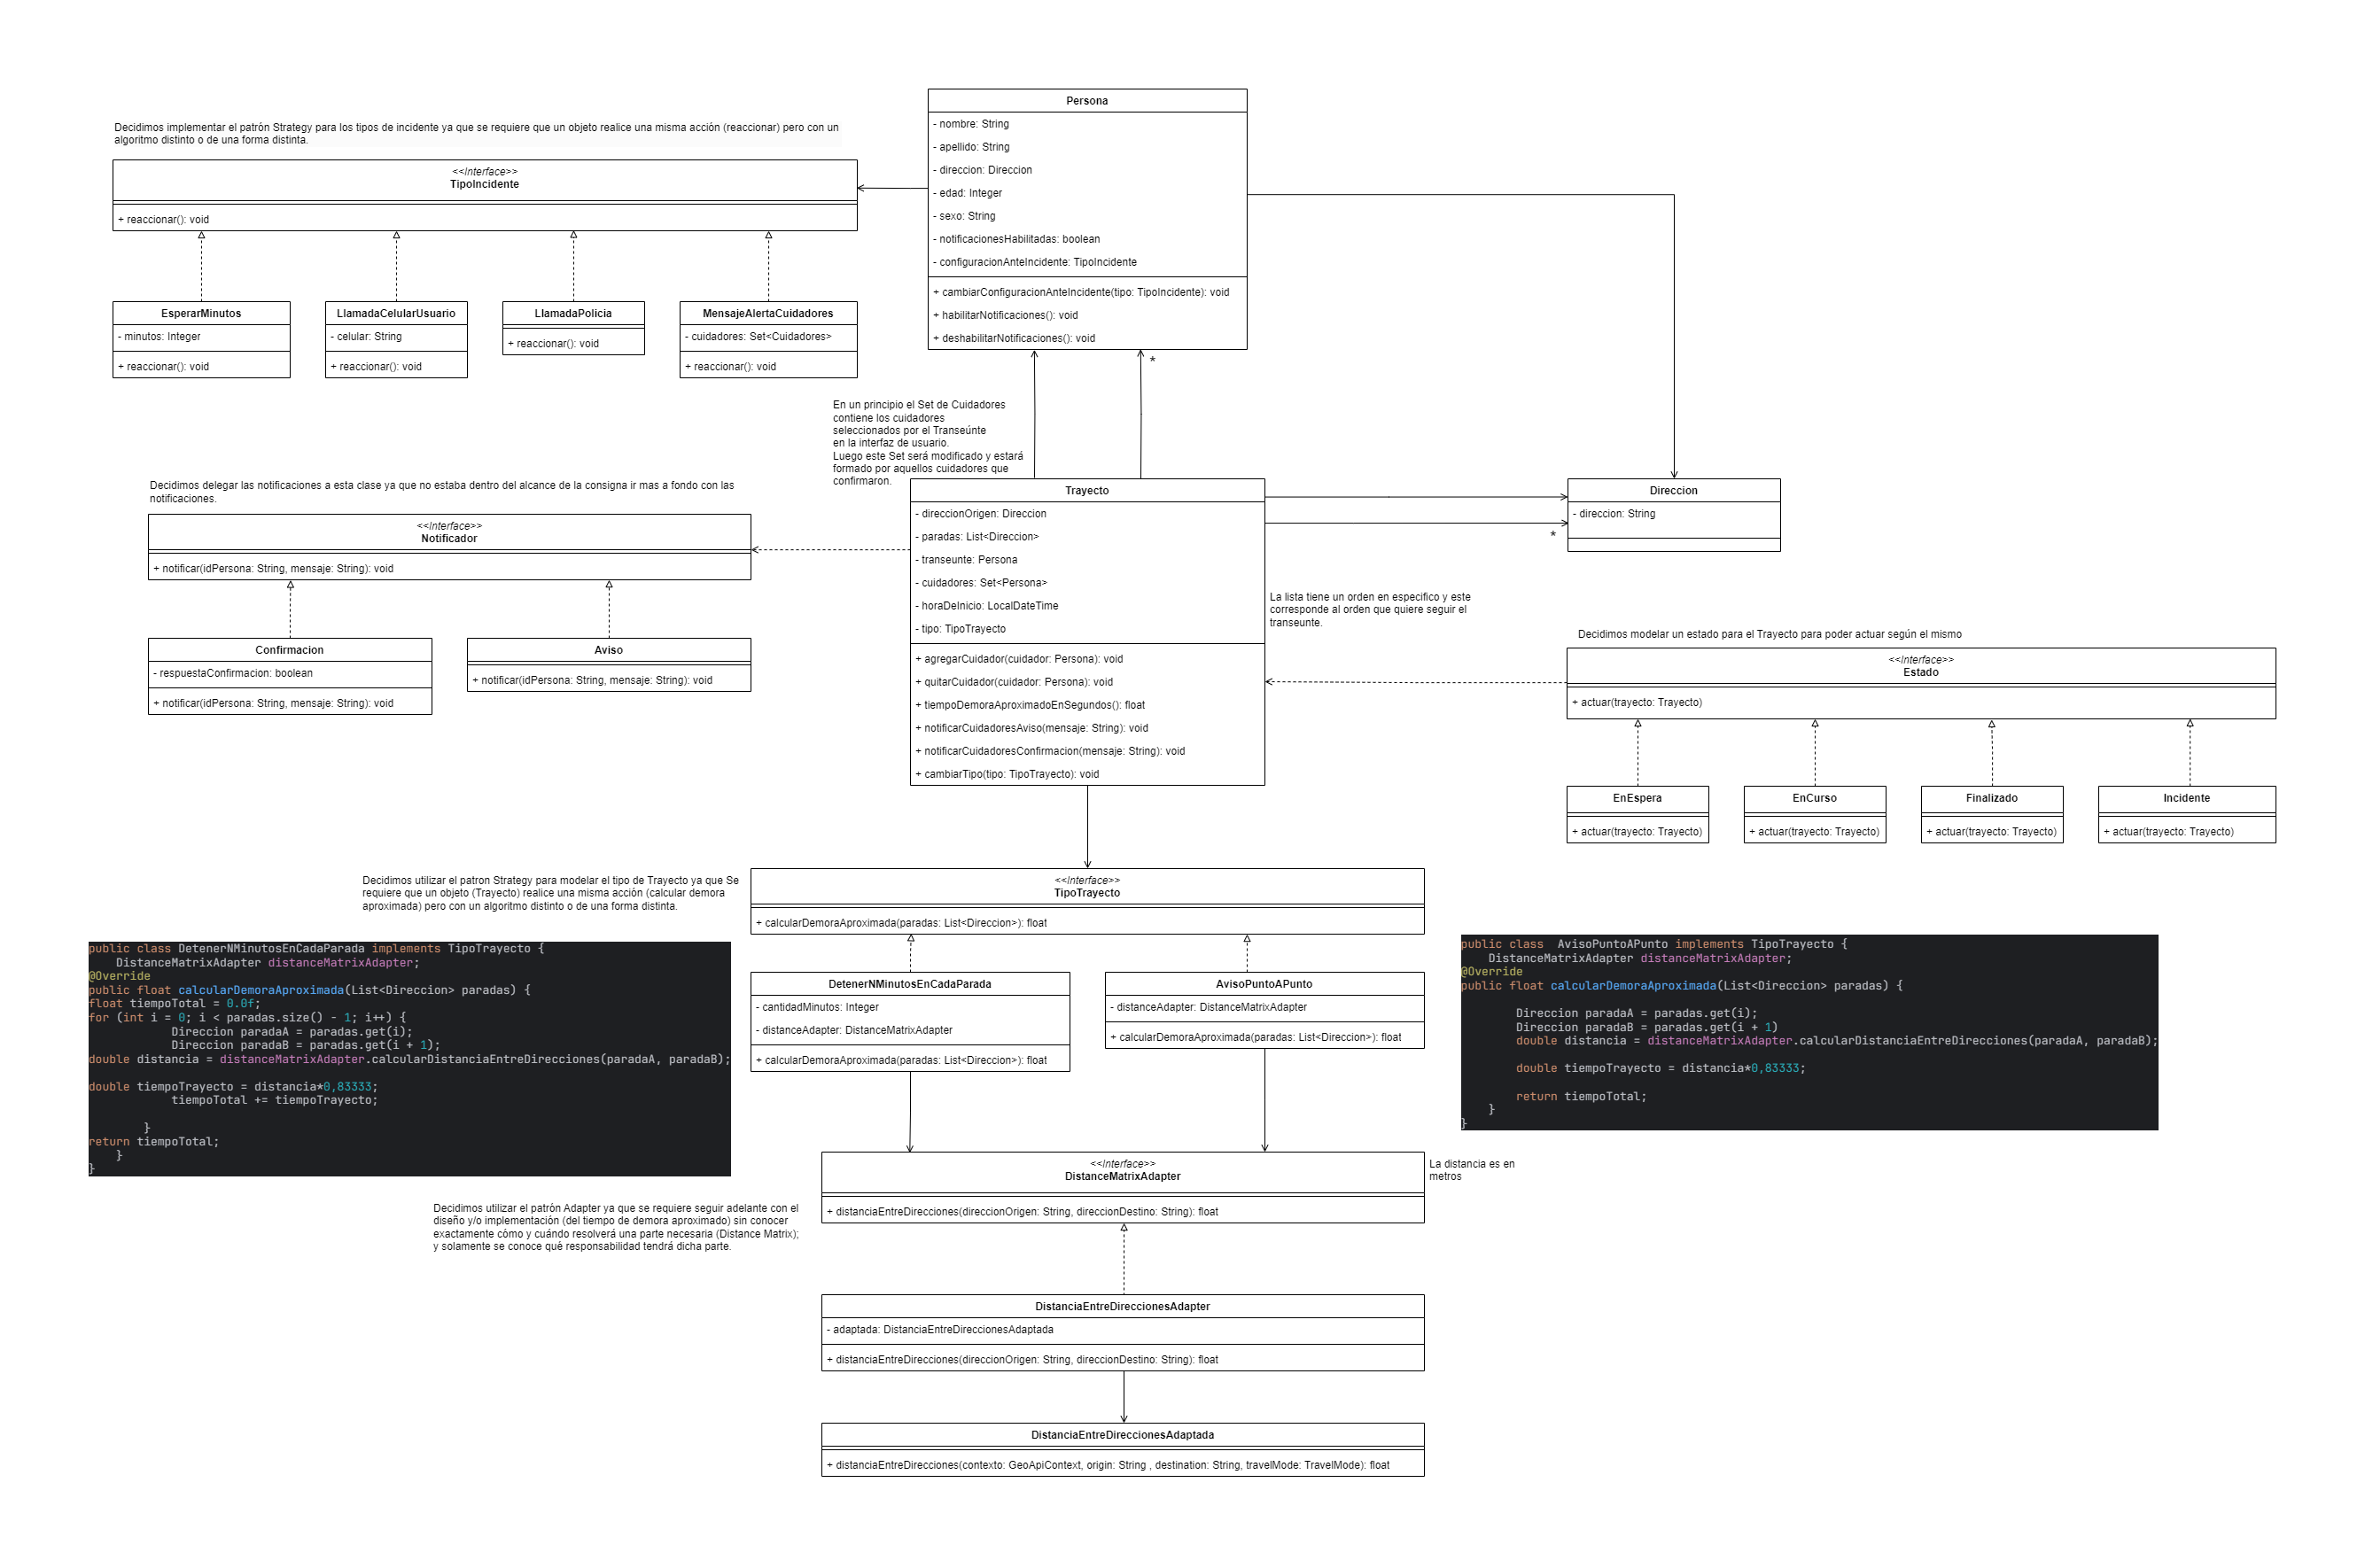 Persona
- nombre: String
- apellido: String
- direccion: Direccion
- edad: Integer
- sexo: String
- notificacionesHabilitadas: boolean
- configuracionAnteIncidente: TipoIncidente
+ cambiarConfiguracionAnteIncidente(tipo: TipoIncidente): void
+ habilitarNotificaciones(): void
+ deshabilitarNotificaciones(): void
*
Decidimos implementar el patrón Strategy para los tipos de incidente ya que se requiere que un objeto realice una misma acción (reaccionar) pero con un
algoritmo distinto o de una forma distinta.
<<Interface>>
TipoIncidente
+ reaccionar(): void
EsperarMinutos
- minutos: Integer
+ reaccionar(): void
LlamadaCelularUsuario
- celular: String
+ reaccionar(): void
LlamadaPolicia
+ reaccionar(): void
MensajeAlertaCuidadores
- cuidadores: Set<Cuidadores>
+ reaccionar(): void
En un principio el Set de Cuidadores
contiene los cuidadores
seleccionados por el Transeúnte
en la interfaz de usuario.
Luego este Set será modificado y estará
formado por aquellos cuidadores que
confirmaron.
Decidimos delegar las notificaciones a esta clase ya que no estaba dentro del alcance de la consigna ir mas a fondo con las
notificaciones.
<<Interface>>
Notificador
+ notificar(idPersona: String, mensaje: String): void
Confirmacion
- respuestaConfirmacion: boolean
+ notificar(idPersona: String, mensaje: String): void
Aviso
+ notificar(idPersona: String, mensaje: String): void
Trayecto
- direccionOrigen: Direccion
- paradas: List<Direccion>
- transeunte: Persona
- cuidadores: Set<Persona>
- horaDeInicio: LocalDateTime
- tipo: TipoTrayecto
+ agregarCuidador(cuidador: Persona): void
+ quitarCuidador(cuidador: Persona): void
+ tiempoDemoraAproximadoEnSegundos(): float
+ notificarCuidadoresAviso(mensaje: String): void
+ notificarCuidadoresConfirmacion(mensaje: String): void
+ cambiarTipo(tipo: TipoTrayecto): void
Direccion
- direccion: String
*
La lista tiene un orden en especifico y este
corresponde al orden que quiere seguir el
transeunte.
Decidimos modelar un estado para el Trayecto para poder actuar según el mismo
<<Interface>>
Estado
+ actuar(trayecto: Trayecto)
EnEspera
+ actuar(trayecto: Trayecto)
EnCurso
+ actuar(trayecto: Trayecto)
Finalizado
+ actuar(trayecto: Trayecto)
Incidente
+ actuar(trayecto: Trayecto)
Decidimos utilizar el patron Strategy para modelar el tipo de Trayecto ya que Se
requiere que un objeto (Trayecto) realice una misma acción (calcular demora
aproximada) pero con un algoritmo distinto o de una forma distinta.
<<Interface>>
TipoTrayecto
+ calcularDemoraAproximada(paradas: List<Direccion>): float
public class DetenerNMinutosEnCadaParada implements TipoTrayecto {
DistanceMatrixAdapter distanceMatrixAdapter;
@Override
public float calcularDemoraAproximada(List<Direccion> paradas) {
float tiempoTotal = 0.0f;
for (int i = 0; i < paradas.size() - 1; i++) {
Direccion paradaA = paradas.get(i);
Direccion paradaB = paradas.get(i + 1);
double distancia = distanceMatrixAdapter.calcularDistanciaEntreDirecciones(paradaA, paradaB);
double tiempoTrayecto = distancia*0,83333;
tiempoTotal += tiempoTrayecto;
}
return tiempoTotal;
}
}
DetenerNMinutosEnCadaParada
- cantidadMinutos: Integer
- distanceAdapter: DistanceMatrixAdapter
+ calcularDemoraAproximada(paradas: List<Direccion>): float
AvisoPuntoAPunto
- distanceAdapter: DistanceMatrixAdapter
+ calcularDemoraAproximada(paradas: List<Direccion>): float
public class  AvisoPuntoAPunto implements TipoTrayecto {
DistanceMatrixAdapter distanceMatrixAdapter;
@Override
public float calcularDemoraAproximada(List<Direccion> paradas) {
Direccion paradaA = paradas.get(i);
Direccion paradaB = paradas.get(i + 1)
double distancia = distanceMatrixAdapter.calcularDistanciaEntreDirecciones(paradaA, paradaB);
double tiempoTrayecto = distancia*0,83333;
return tiempoTotal;
}
}
<<Interface>>
DistanceMatrixAdapter
+ distanciaEntreDirecciones(direccionOrigen: String, direccionDestino: String): float
La distancia es en
metros
Decidimos utilizar el patrón Adapter ya que se requiere seguir adelante con el
diseño y/o implementación (del tiempo de demora aproximado) sin conocer
exactamente cómo y cuándo resolverá una parte necesaria (Distance Matrix);
y solamente se conoce qué responsabilidad tendrá dicha parte.
DistanciaEntreDireccionesAdapter
- adaptada: DistanciaEntreDireccionesAdaptada
+ distanciaEntreDirecciones(direccionOrigen: String, direccionDestino: String): float
DistanciaEntreDireccionesAdaptada
+ distanciaEntreDirecciones(contexto: GeoApiContext, origin: String , destination: String, travelMode: TravelMode): float